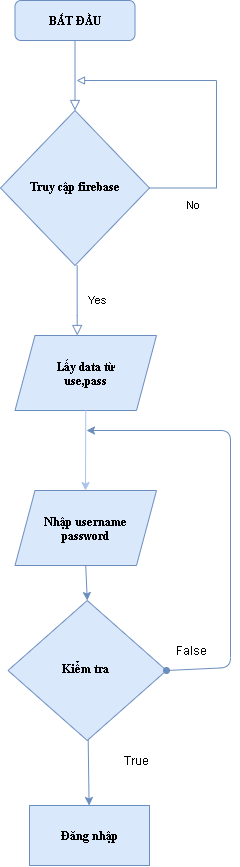 BẮT ĐẦU
Truy cập firebase
No
Yes
Lấy data từ
use,pass
Nhập username
password
False
Kiểm tra
True
Đăng nhập